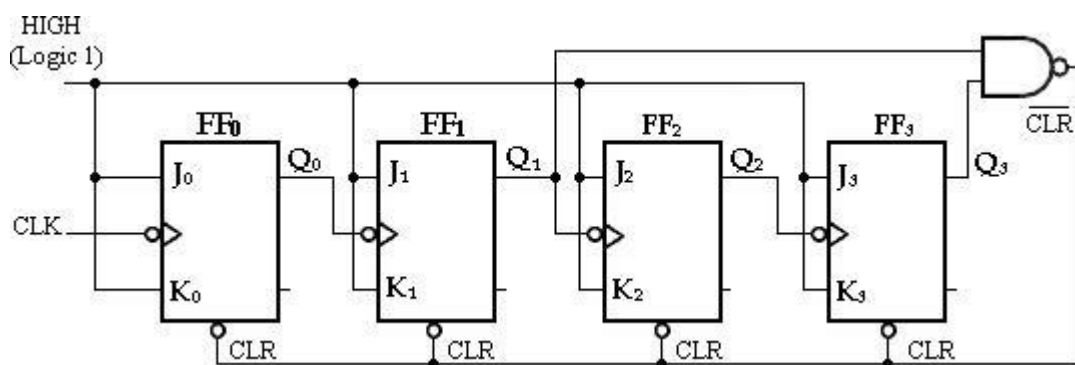 HIGH
(Logic 1)
CLR
FF₀
FF₁
FF₂
FF₃
J₀
Q₀
J₁
Q₁
J₂
Q₂
J₃
Q₃
CLK
K₀
K₁
K₂
K₃
CLR
CLR
CLR
CLR